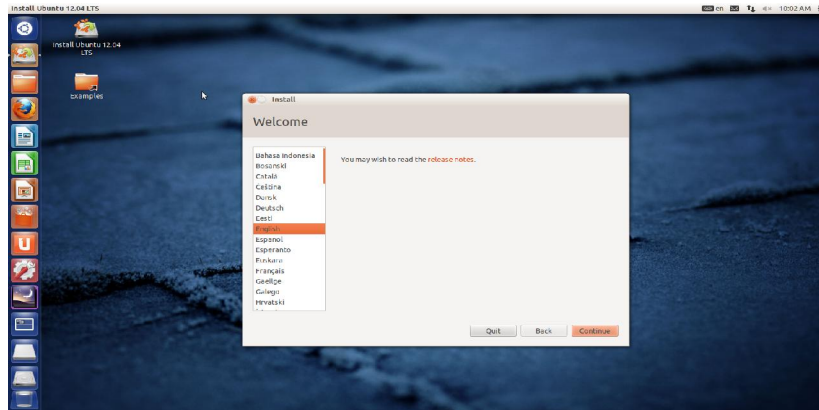 Install Ubuntu 12.04 LTS
en
10:02 AM
Install Ubuntu 12.04
LTS
Examples
Install
Welcome
Bahasa Indonesia
Bosanski
Català
Čeština
Dansk
Deutsch
Eesti
English
Español
Esperanto
Euskara
Français
Gaeilge
Galego
Hrvatski
You may wish to read the release notes.
Quit
Back
Continue